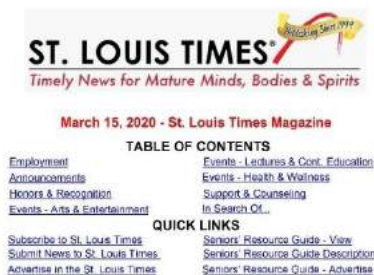 Publishing Since 1994
ST. LOUIS TIMES®
Timely News for Mature Minds, Bodies & Spirits
March 15, 2020 - St. Louis Times Magazine
TABLE OF CONTENTS
Employment
Events - Lectures & Cont. Education
Announcements
Events - Health & Wellness
Honors & Recognition
Support & Counseling
Events - Arts & Entertainment
In Search Of...
QUICK LINKS
Subscribe to St. Louis Times
Seniors' Resource Guide - View
Submit News to St. Louis Times
Seniors' Resource Guide Description
Advertise in the St. Louis Times
Seniors' Resource Guide - Advertise